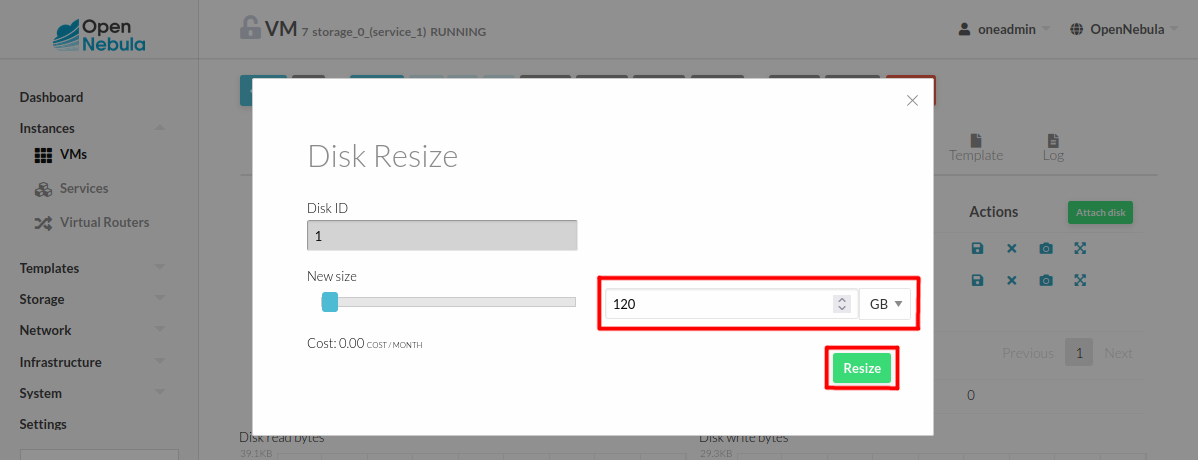 Open
Nebula
VM 7 storage_0_(service_1) RUNNING
oneadmin
OpenNebula
Dashboard
Instances
VMs
Services
Virtual Routers
Templates
Storage
Network
Infrastructure
System
Settings
Template
Log
Actions
Attach disk
Disk Resize
Disk ID
1
New size
120
GB
Cost: 0.00 COST / MONTH
Resize
Previous
1
Next
0
Disk read bytes
39.1KB
Disk write bytes
29.3KB